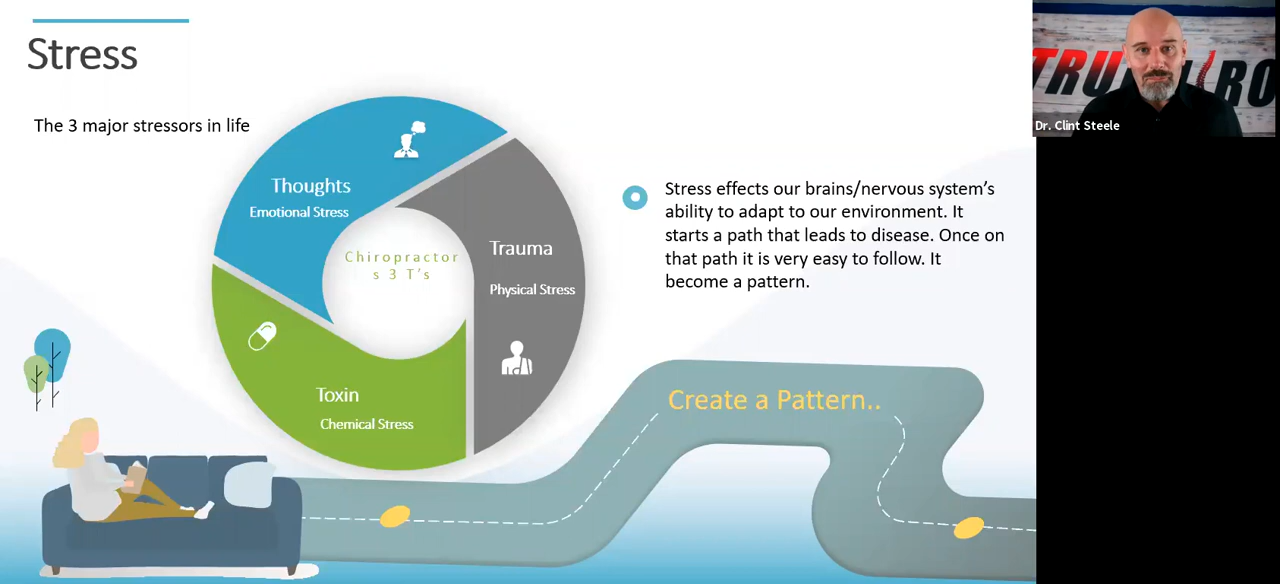 Stress
The 3 major stressors in life
Thoughts
Emotional Stress
Chiropractor
s 3 T's
Trauma
Physical Stress
Toxin
Chemical Stress
Stress effects our brains/nervous system's
ability to adapt to our environment. It
starts a path that leads to disease. Once on
that path it is very easy to follow. It
become a pattern.
Create a Pattern..
Dr. Clint Steele